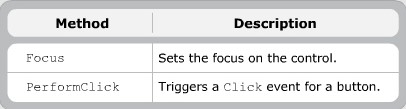 Method Description
Focus Sets the focus on the control.
PerformClick Triggers a Click event for a button.